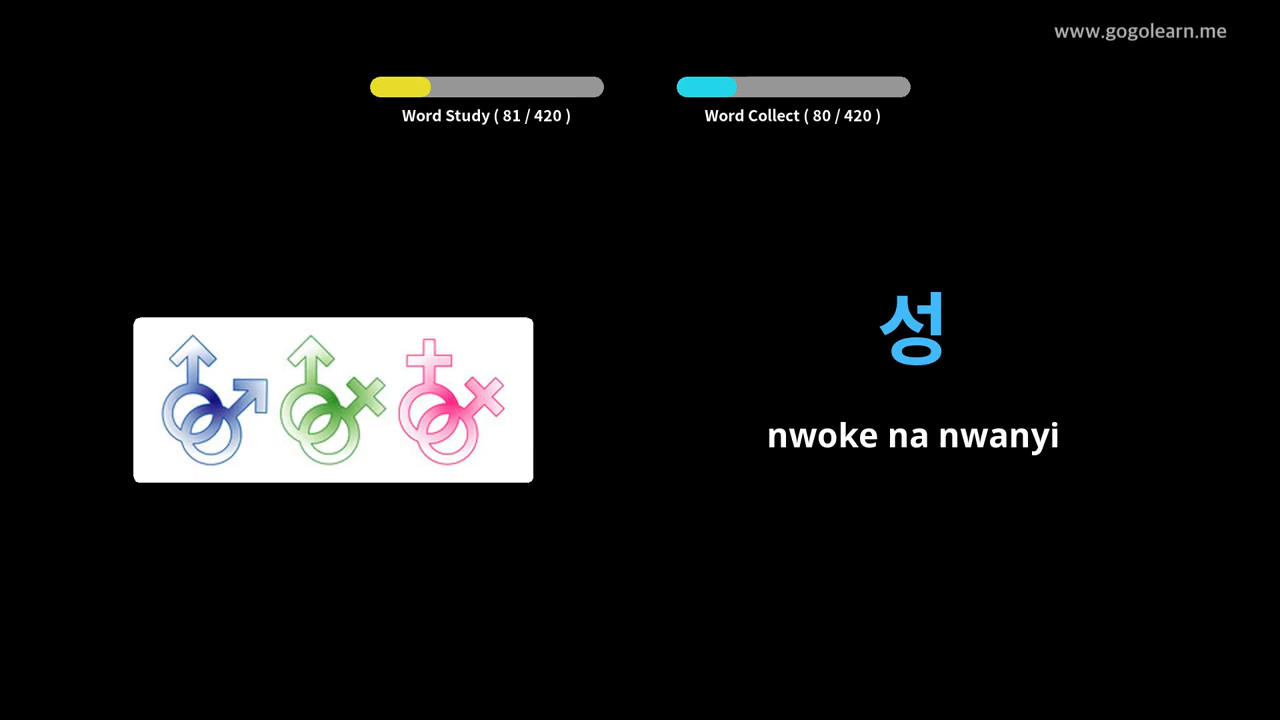 www.gogolearn.me
Word Study ( 81 / 420 )
Word Collect ( 80 / 420 )
성
nwoke na nwanyi